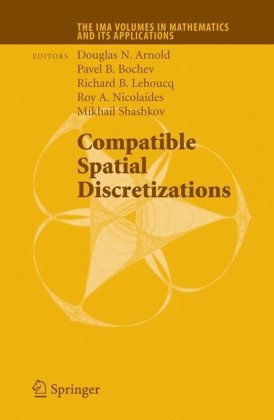 THE IMA VOLUMES IN MATHEMATICS
AND ITS APPLICATIONS
EDITORS Douglas N. Arnold
Pavel B. Bochev
Richard B. Lehoucq
Roy A. Nicolaides
Mikhail Shashkov
Compatible
Spatial
Discretizations
Springer